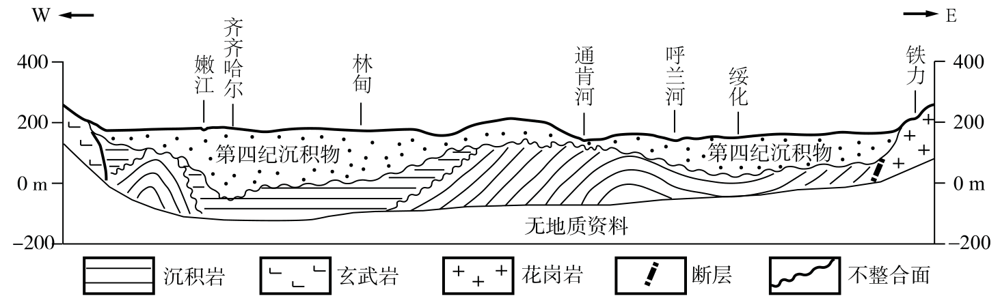 W E
嫩江
齐齐哈尔
林甸
通肯河
呼兰河
绥化
铁力
400 400
200 200
0 m 0 m
−200 −200
第四纪沉积物 第四纪沉积物
无地质资料
沉积岩 玄武岩 花岗岩 断层 不整合面